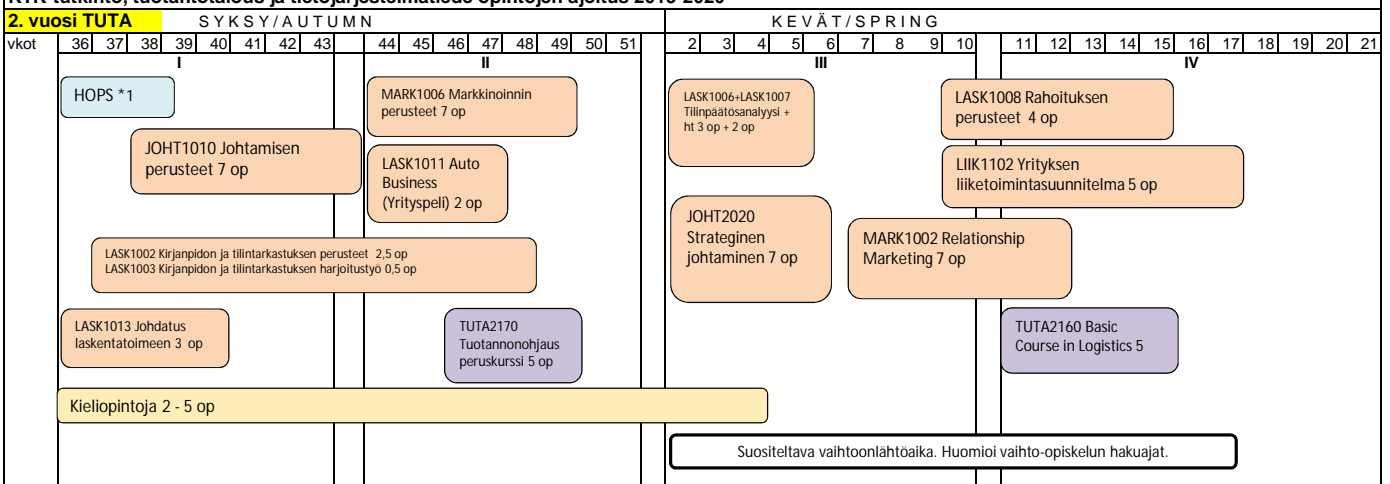 2. vuosi TUTA SYKSY/AUTUMN KEVÄT/SPRING
vkot 36 37 38 39 40 41 42 43 44 45 46 47 48 49 50 51 2 3 4 5 6 7 8 9 10 11 12 13 14 15 16 17 18 19 20 21
I II III IV
HOPS *1
MARK1006 Markkinoinnin
perusteet 7 op
LASK1006+LASK1007
Tilinpäätösanalyysi +
ht 3 op + 2 op
LASK1008 Rahoituksen
perusteet 4 op
JOHT1010 Johtamisen
perusteet 7 op
LASK1011 Auto
Business
(Yrityspeli) 2 op
LIIK1102 Yrityksen
liiketoimintasuunnitelma 5 op
JOHT2020
Strateginen
johtaminen 7 op
MARK1002 Relationship
Marketing 7 op
LASK1002 Kirjanpidon ja tilintarkastuksen perusteet 2,5 op
LASK1003 Kirjanpidon ja tilintarkastuksen harjoitustyö 0,5 op
LASK1013 Johdatus
laskentatoimeen 3 op
TUTA2170
Tuotannonohjaus
peruskurssi 5 op
TUTA2160 Basic
Course in Logistics 5
Kieliopintoja 2 - 5 op
Suositeltava vaihtoonlähtöaika. Huomioi vaihto-opiskelun hakuajat.